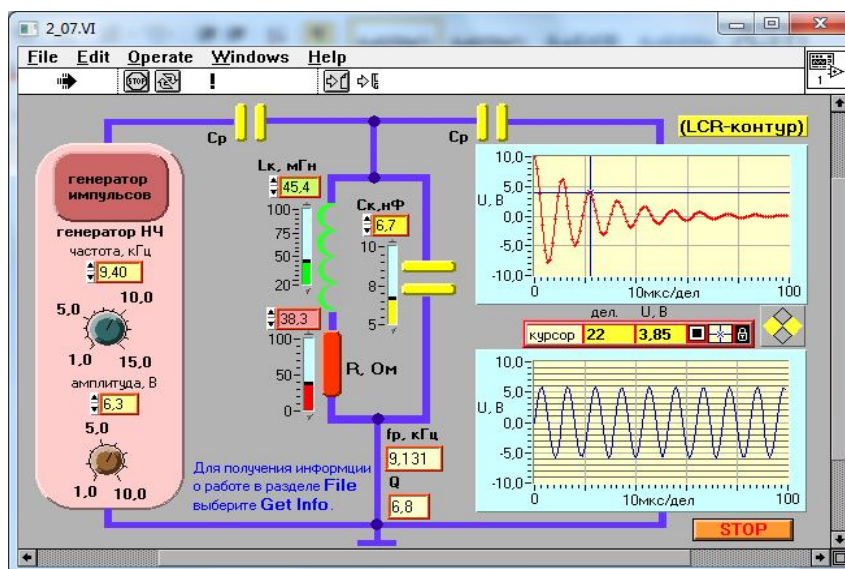 2_07.VI
File Edit Operate Windows Help
STOP
1
Ср
Ср
(LCR-контур)
генератор
импульсов
генератор НЧ
частота, кГц
9,40
5,0 10,0
1,0 15,0
амплитуда, В
6,3
5,0
1,0 10,0
Lк, мГн
45,4
100-
75-
50-
20-
Ск,нФ
6,7
10-
8-
5-
38,3
100-
50-
0-
R, Ом
fр, кГц
9,131
Q
6,8
Для получения информции
о работе в разделе File
выберите Get Info.
10,0
5,0
U, В
0,0
-5,0
-10,0
0 10мкс/дел 100
дел. U, В
курсор 22 3,85
10,0
5,0
U, В
0,0
-5,0
-10,0
0 10мкс/дел 100
STOP